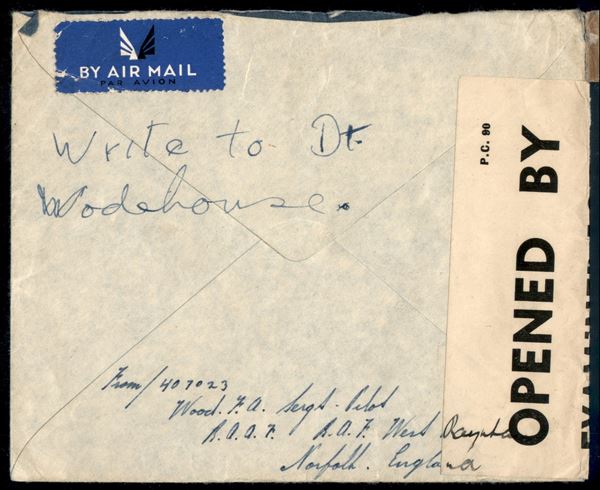 BY AIR MAIL
PAR AVION
Write to Dr.
Wodehouse.
P.C. 90
OPENED BY
EXAMINER
From/407023
Wood. F.A. Sergt-Pilot
R.A.A.F. R.A.F. West
Norfolk. England